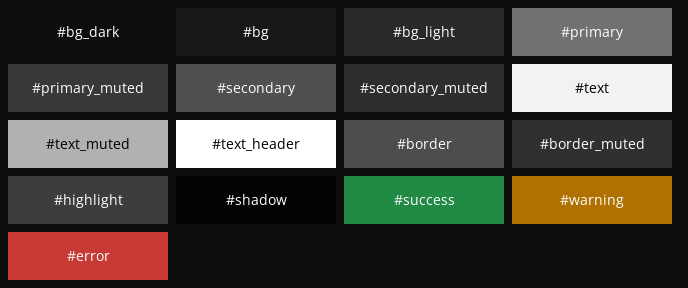 #bg_dark
#bg
#bg_light
#primary
#primary_muted
#secondary
#secondary_muted
#text
#text_muted
#text_header
#border
#border_muted
#highlight
#shadow
#success
#warning
#error